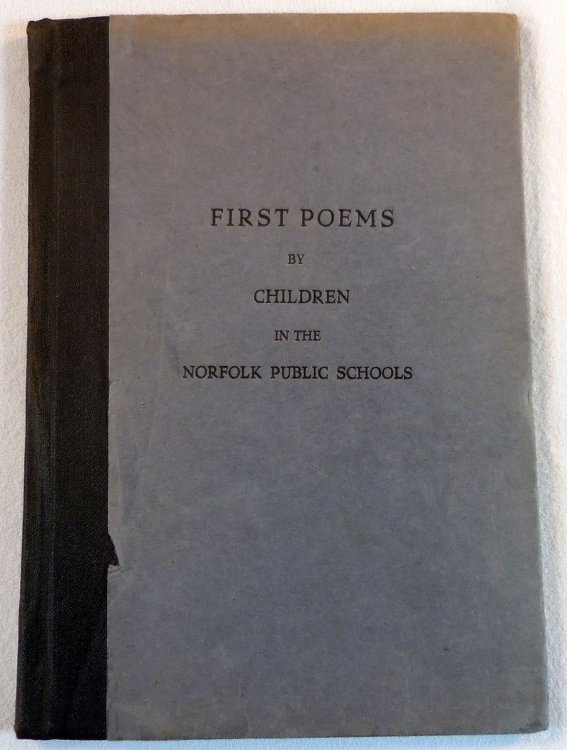 FIRST POEMS
BY
CHILDREN
IN THE
NORFOLK PUBLIC SCHOOLS